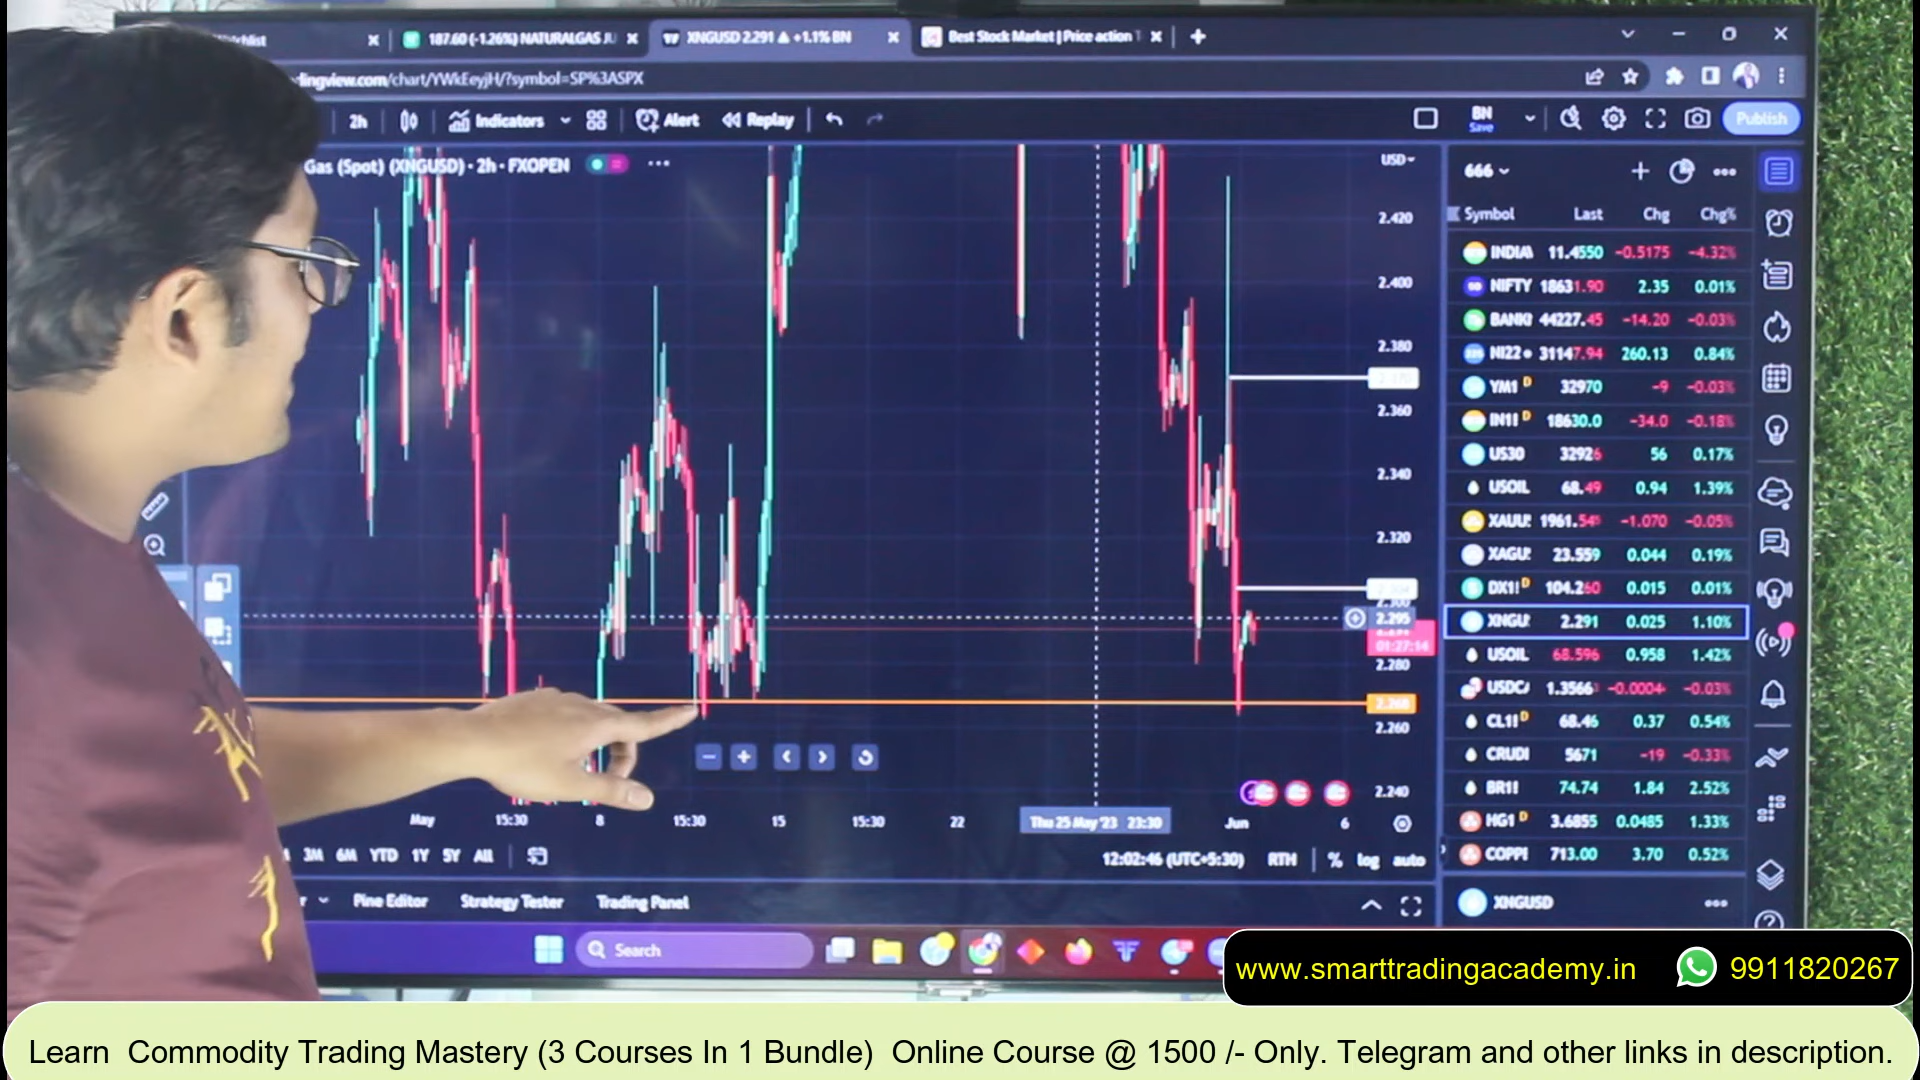 187.60 (-1.26%) NATURALGAS JU
XNGUSD 2.291 ▲ +1.1% BN
Best Stock Market | Price action T
dingview.com/chart/YWkEeyjH/?symbol=SP%3ASPX
2h Indicators Alert Replay BN Save Publish
Gas (Spot) (XNGUSD) · 2h · FXOPEN
USD
2.420
2.400
2.380
2.360
2.340
2.320
2.300
2.295
01:27:14
2.280
2.268
2.260
2.240
May 15:30 8 15:30 15 15:30 22 Thu 25 May '23 23:30 Jun 6
3M 6M YTD 1Y 5Y All
12:02:46 (UTC+5:30) RTH % log auto
Pine Editor Strategy Tester Trading Panel
666
Symbol Last Chg Chg%
INDIAV 11.4550 -0.5175 -4.32%
NIFTY 18631.90 2.35 0.01%
BANKI 44227.45 -14.20 -0.03%
NI22 31147.94 260.13 0.84%
YM1 D 32970 -9 -0.03%
IN1! D 18630.0 -34.0 -0.18%
US30 32926 56 0.17%
USOIL 68.49 0.94 1.39%
XAUU 1961.545 -1.070 -0.05%
XAGU 23.559 0.044 0.19%
DX1! D 104.260 0.015 0.01%
XNGU 2.291 0.025 1.10%
USOIL 68.596 0.958 1.42%
USDC 1.3566 -0.0004 -0.03%
CL1! D 68.46 0.37 0.54%
CRUDI 5671 -19 -0.33%
BR1! 74.74 1.84 2.52%
HG1 D 3.6855 0.0485 1.33%
COPPI 713.00 3.70 0.52%
XNGUSD
Search
www.smarttradingacademy.in 9911820267
Learn Commodity Trading Mastery (3 Courses In 1 Bundle) Online Course @ 1500 /- Only. Telegram and other links in description.